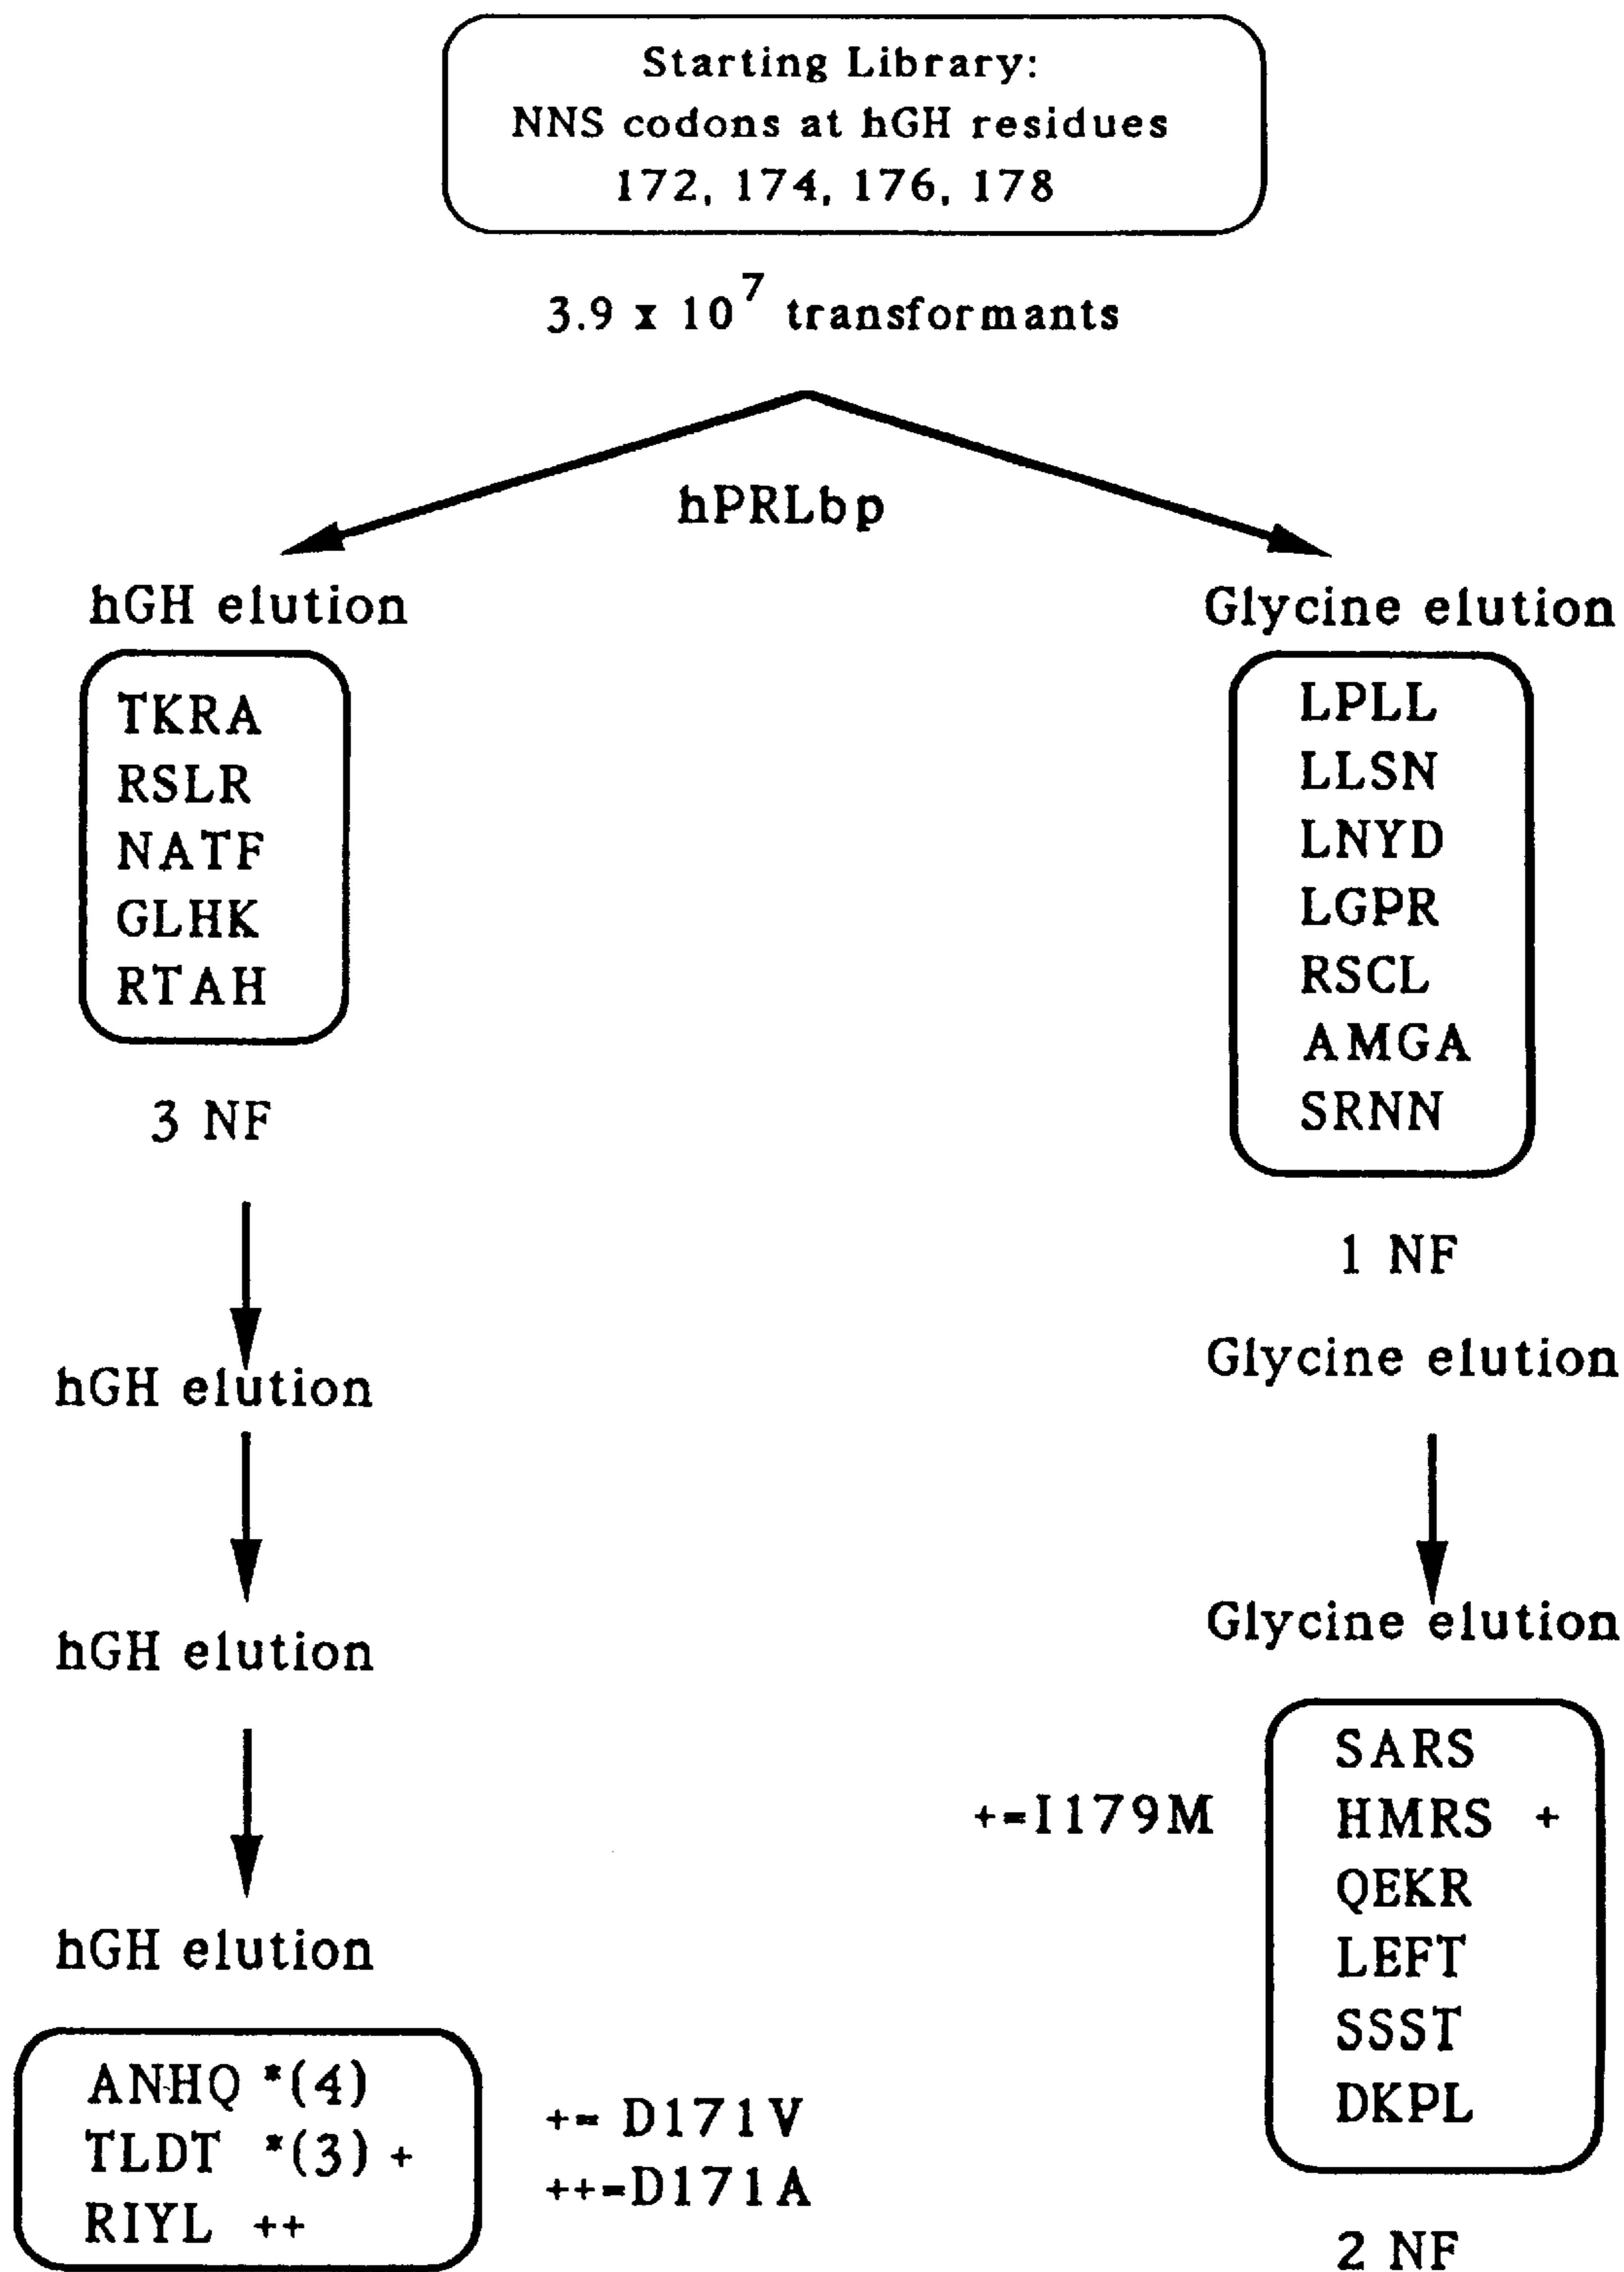 Starting Library:
NNS codons at hGH residues
172, 174, 176, 178
3.9 x 10^7 transformants
hPRLbp
hGH elution
TKRA
RSLR
NATF
GLHK
RTAH
3 NF
hGH elution
hGH elution
hGH elution
ANHQ *(4)
TLDT *(3) +
RIYL ++
+= D171V
++=D171A
Glycine elution
LPLL
LLSN
LNYD
LGPR
RSCL
AMGA
SRNN
1 NF
Glycine elution
Glycine elution
+=I179M
SARS
HMRS +
QEKR
LEFT
SSST
DKPL
2 NF